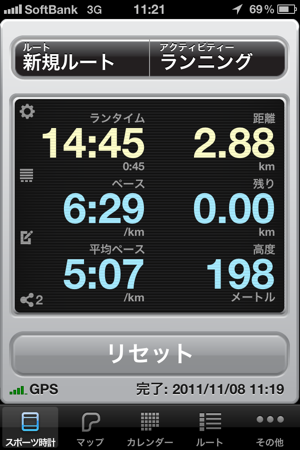 SoftBank 3G 11:21 69%
ルート アクティビティー
新規ルート ランニング
ランタイム 距離
14:45 2.88
0:45 km
ペース 残り
6:29 0.00
/km km
平均ペース 高度
5:07 198
/km メートル
2
リセット
GPS 完了: 2011/11/08 11:19
スポーツ時計 マップ カレンダー ルート その他